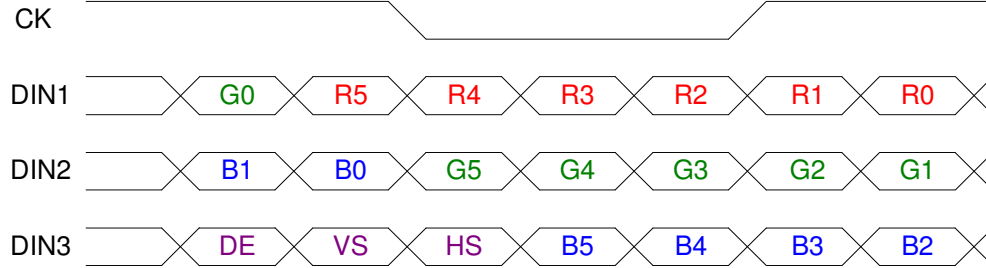 CK
DIN1 G0 R5 R4 R3 R2 R1 R0
DIN2 B1 B0 G5 G4 G3 G2 G1
DIN3 DE VS HS B5 B4 B3 B2